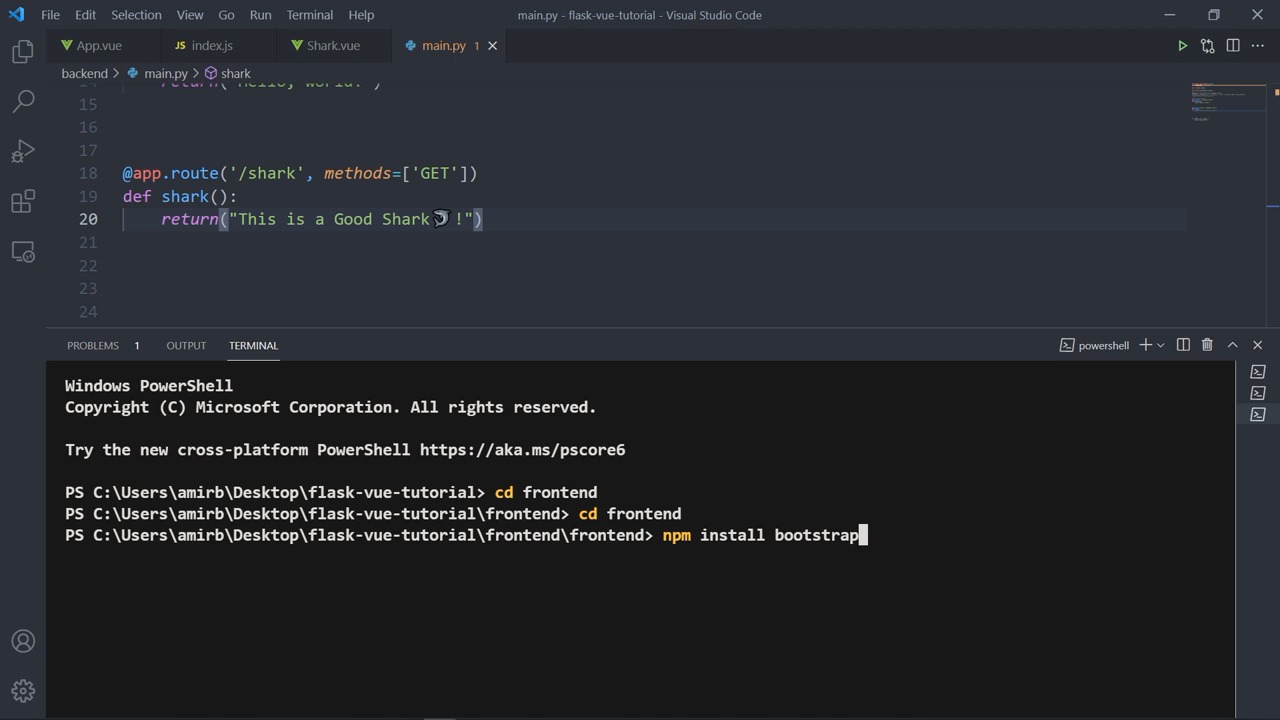 File Edit Selection View Go Run Terminal Help main.py - flask-vue-tutorial - Visual Studio Code
App.vue JS index.js Shark.vue main.py 1
backend > main.py > shark
14 return("Hello, World!")
15
16
17
18 @app.route('/shark', methods=['GET'])
19 def shark():
20 return("This is a Good Shark🦈!")
21
22
23
24
PROBLEMS 1 OUTPUT TERMINAL powershell
Windows PowerShell
Copyright (C) Microsoft Corporation. All rights reserved.
Try the new cross-platform PowerShell https://aka.ms/pscore6
PS C:\Users\amirb\Desktop\flask-vue-tutorial> cd frontend
PS C:\Users\amirb\Desktop\flask-vue-tutorial\frontend> cd frontend
PS C:\Users\amirb\Desktop\flask-vue-tutorial\frontend\frontend> npm install bootstrap